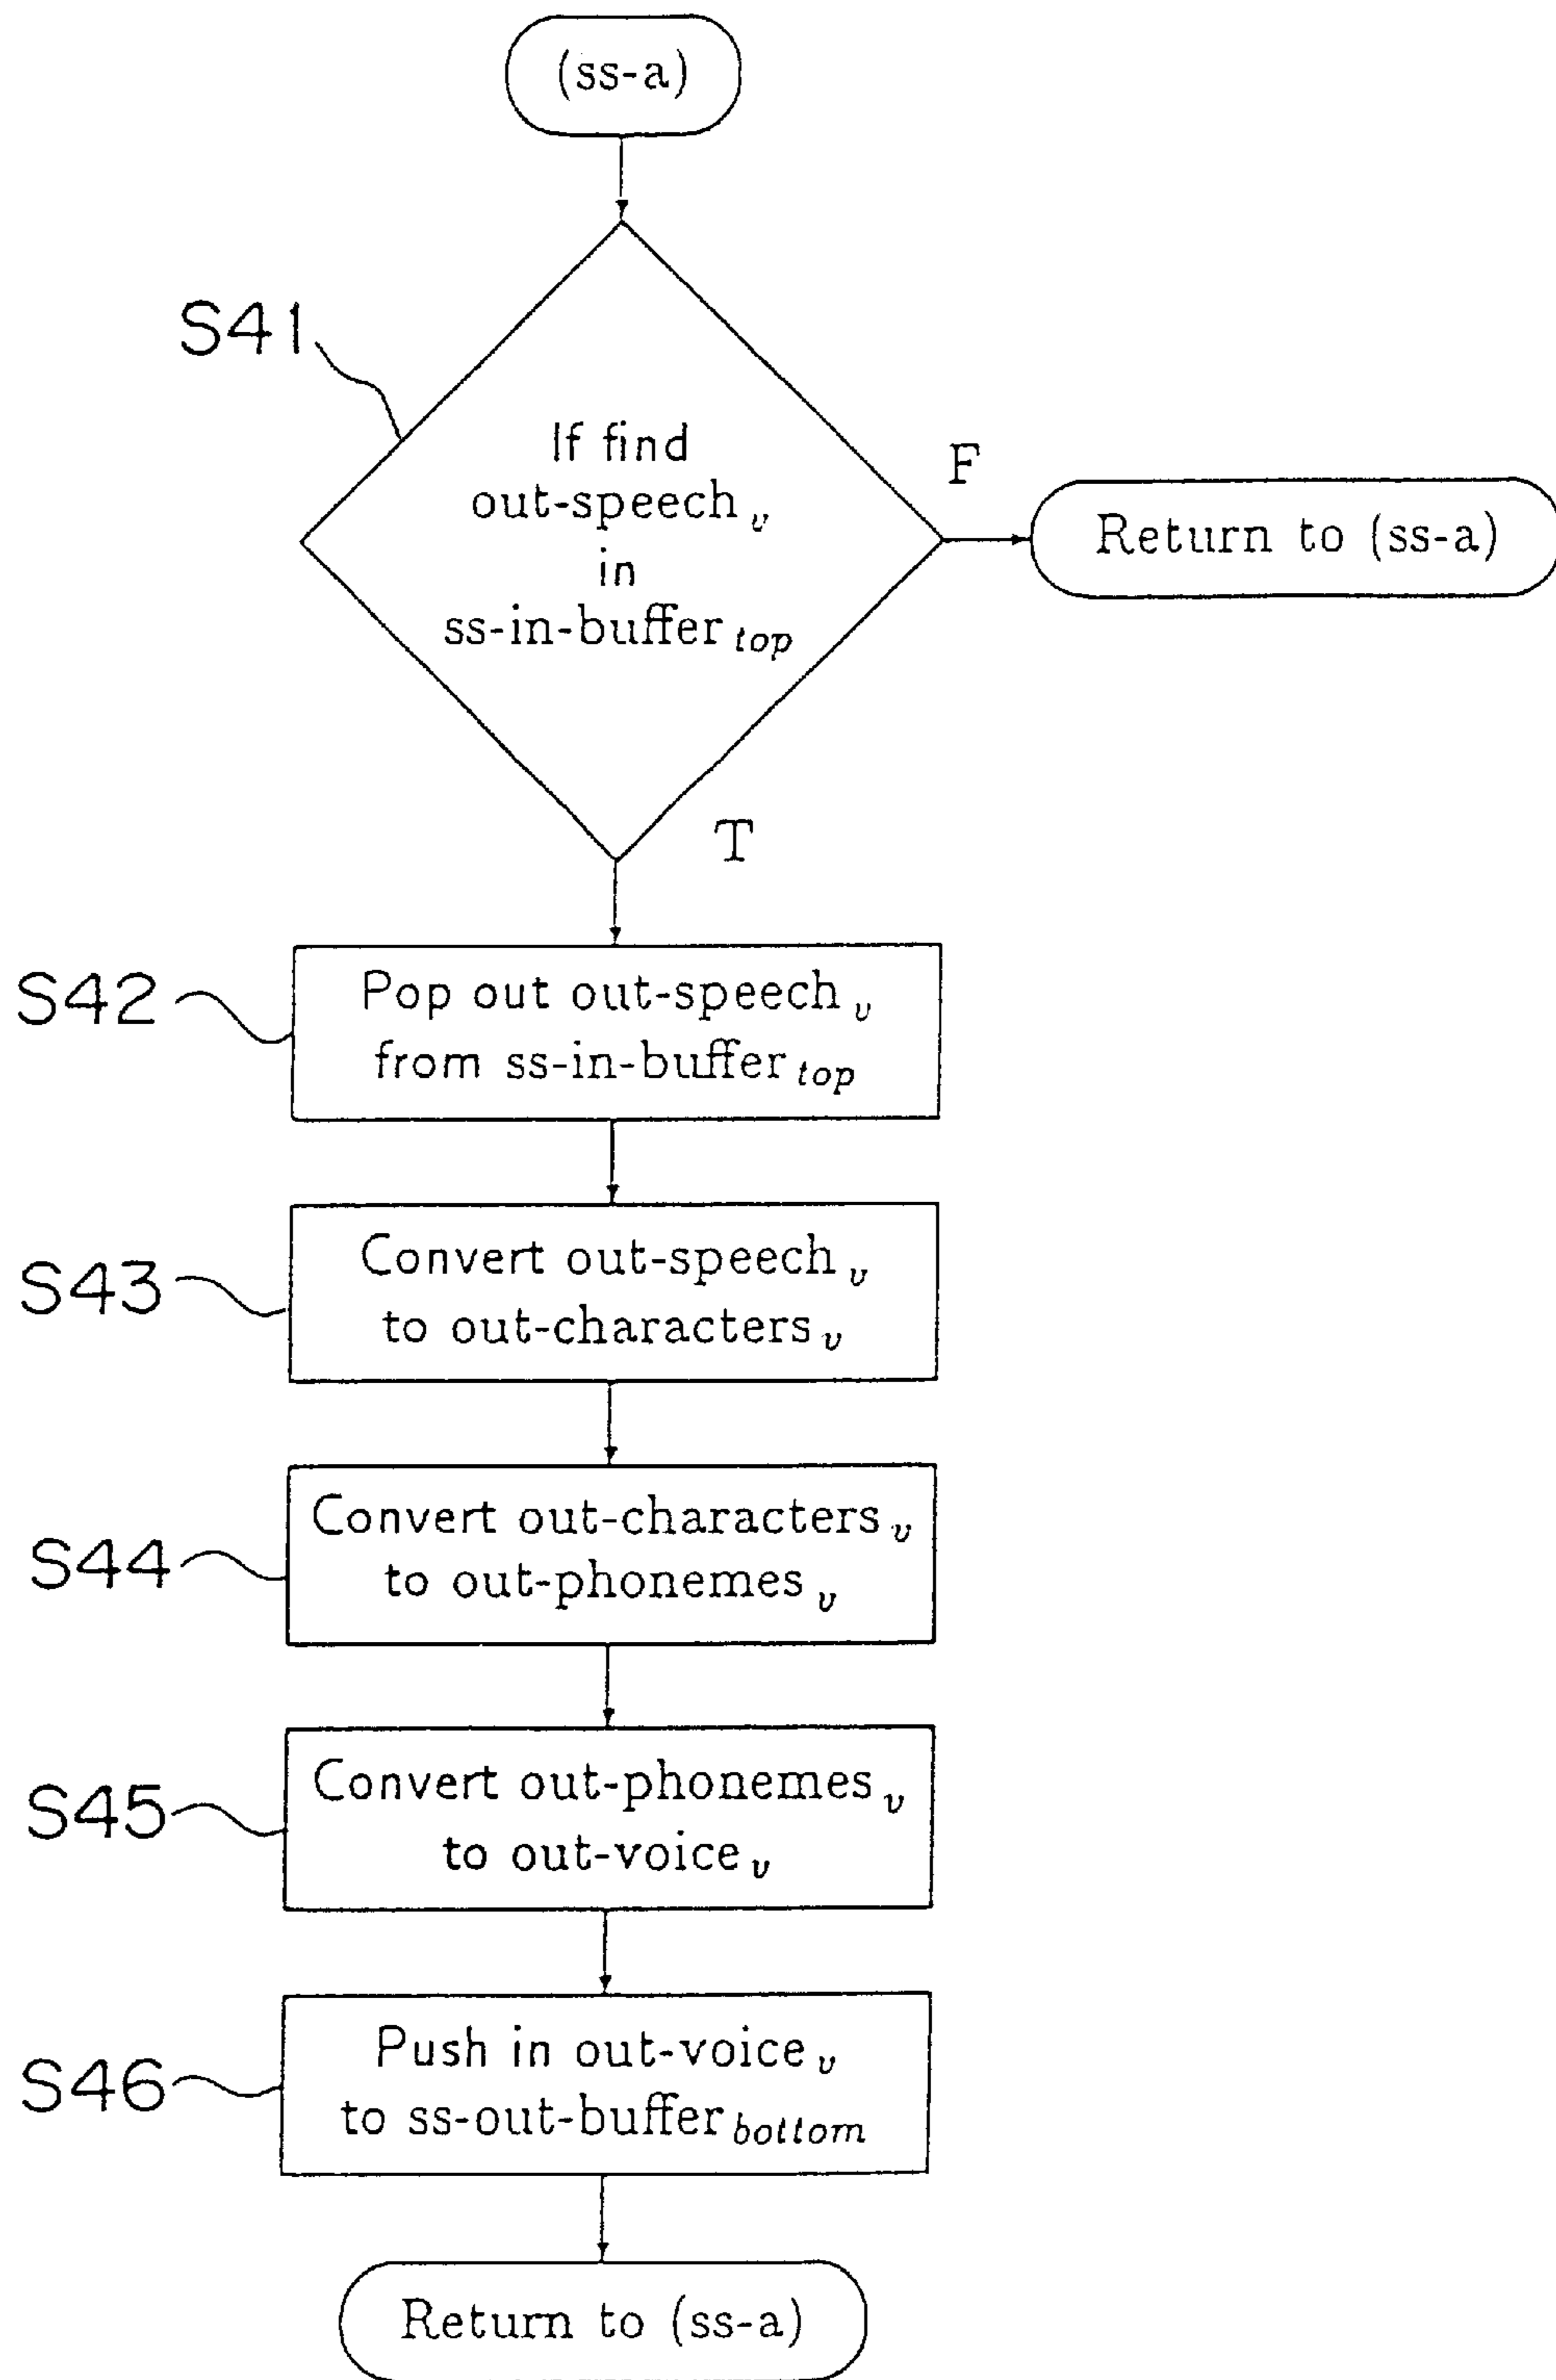 (ss-a)
S41
If find
out-speech v
in
ss-in-buffer top
F
Return to (ss-a)
T
S42
Pop out out-speech v
from ss-in-buffer top
S43
Convert out-speech v
to out-characters v
S44
Convert out-characters v
to out-phonemes v
S45
Convert out-phonemes v
to out-voice v
S46
Push in out-voice v
to ss-out-buffer bottom
Return to (ss-a)